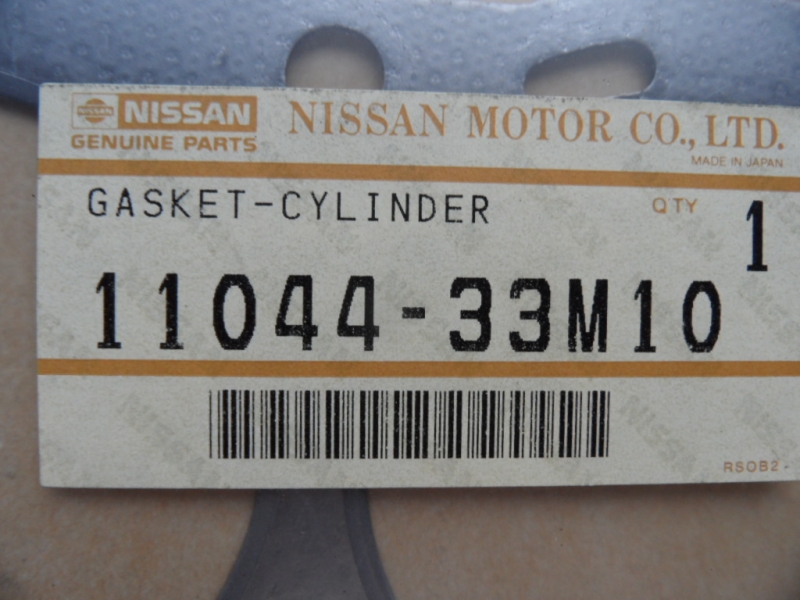 NISSAN NISSAN MOTOR CO., LTD.
GENUINE PARTS
MADE IN JAPAN
GASKET-CYLINDER QTY 1
11044-33M10
RSOB2